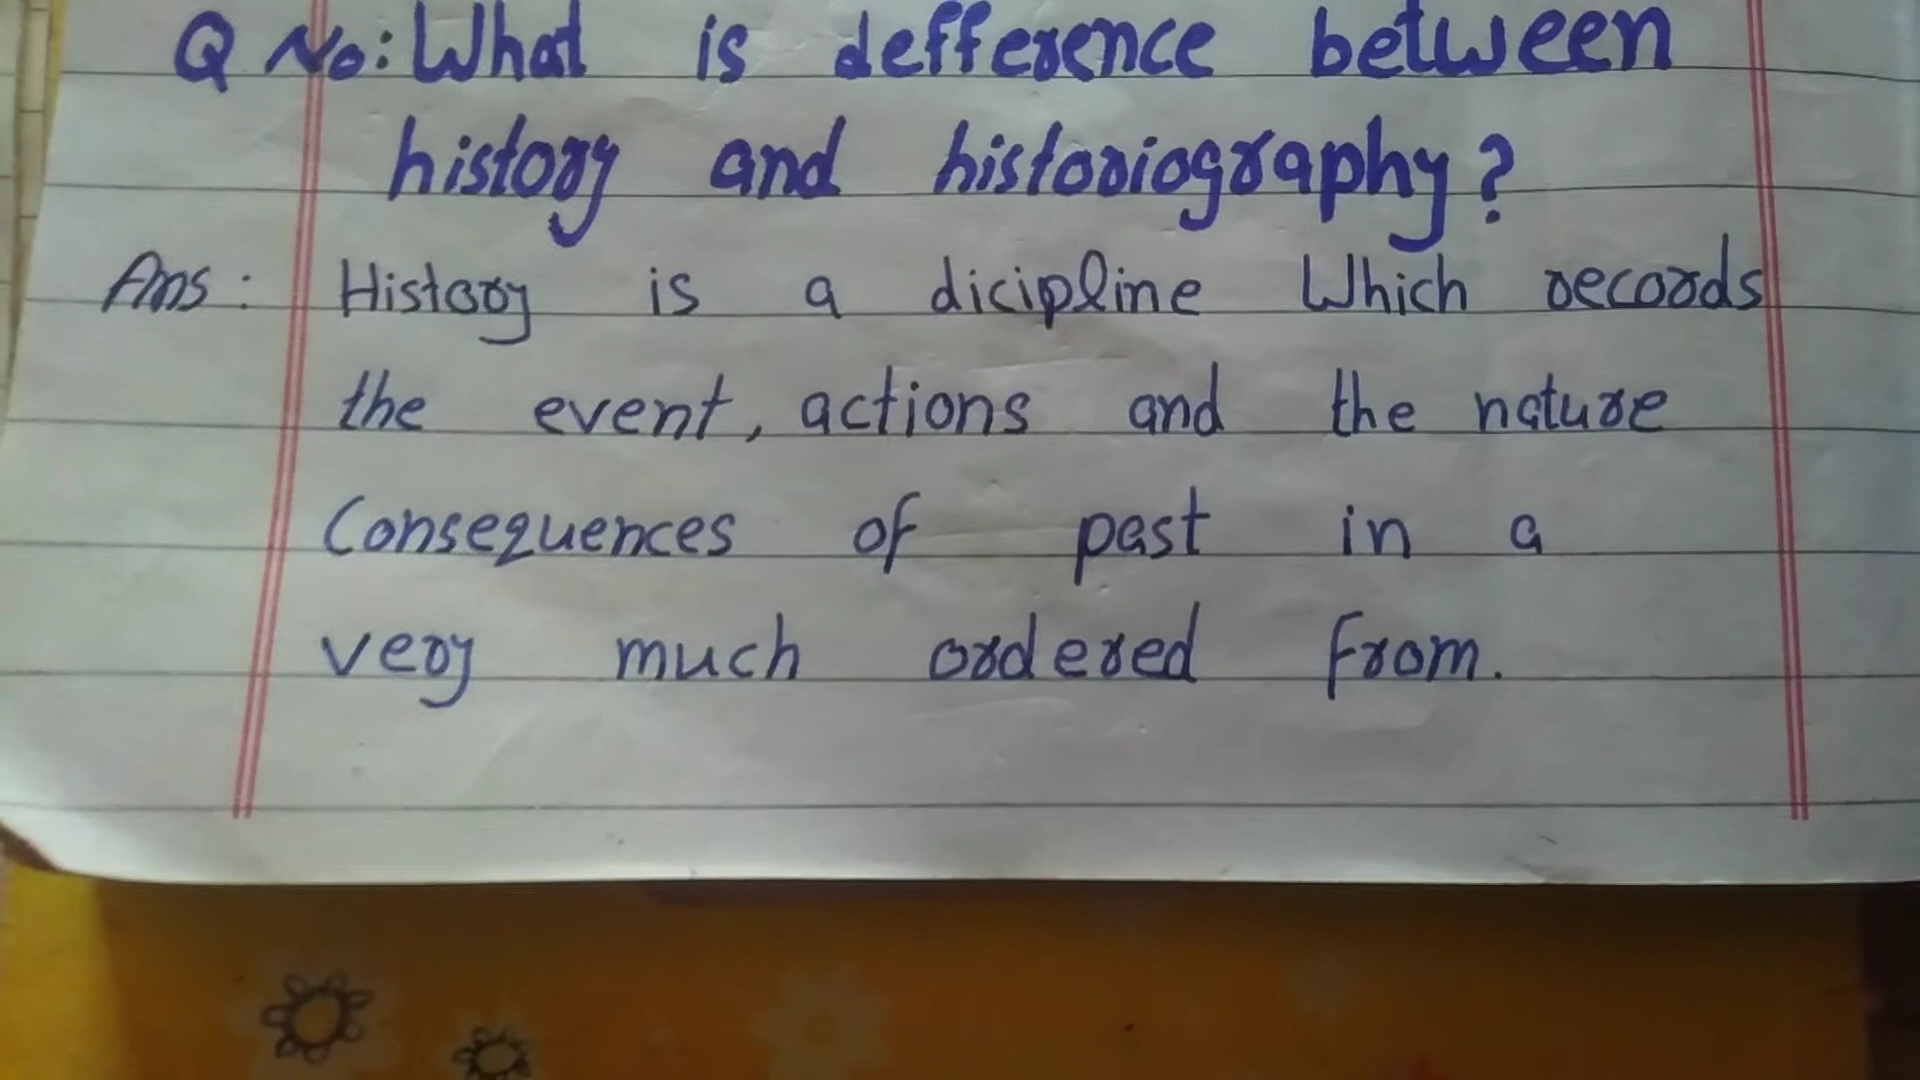 Q No: What is defference between
history and historiography?
Ans: History is a dicipline Which records
the event, actions and the nature
Consequences of past in a
very much ordered from.